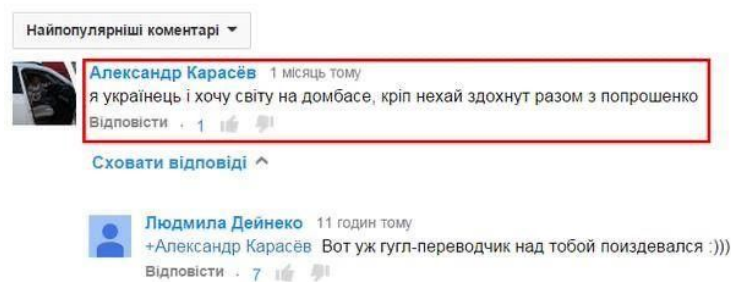 Найпопулярніші коментарі
Александр Карасёв 1 місяць тому
я українець і хочу світу на домбасе, кріп нехай здохнут разом з попрошенко
Відповісти . 1
Сховати відповіді
Людмила Дейнеко 11 годин тому
+Александр Карасёв Вот уж гугл-переводчик над тобой поиздевался :)))
Відповісти . 7